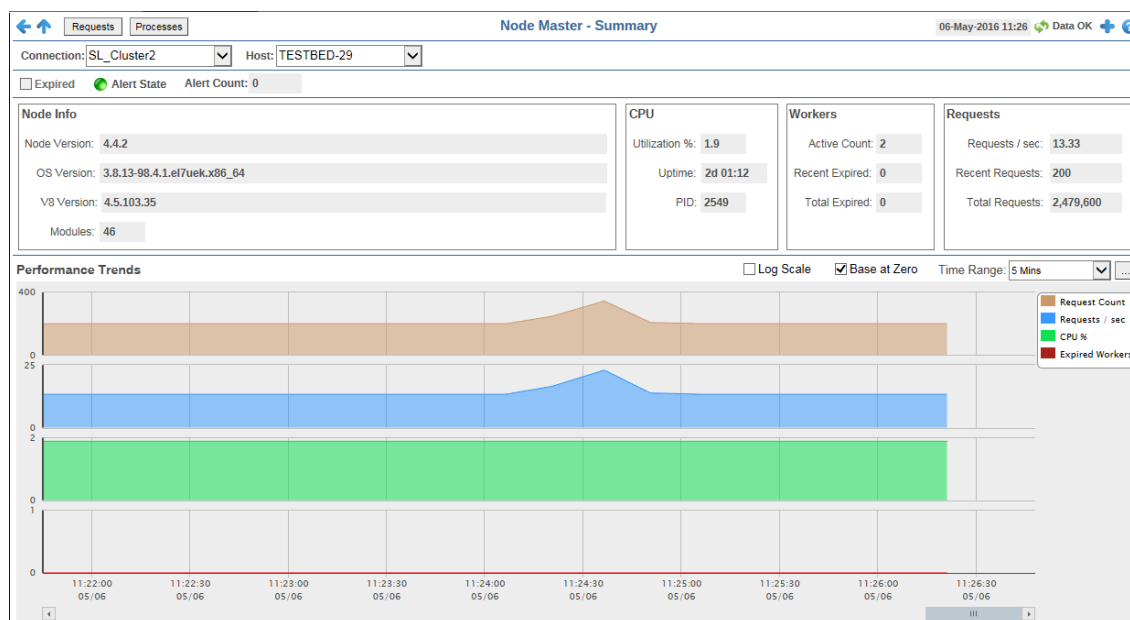 Requests Processes Node Master - Summary 06-May-2016 11:26 Data OK
Connection: SL_Cluster2 Host: TESTBED-29
Expired Alert State Alert Count: 0
Node Info CPU Workers Requests
Node Version: 4.4.2 Utilization %: 1.9 Active Count: 2 Requests / sec: 13.33
OS Version: 3.8.13-98.4.1.el7uek.x86_64 Uptime: 2d 01:12 Recent Expired: 0 Recent Requests: 200
V8 Version: 4.5.103.35 PID: 2549 Total Expired: 0 Total Requests: 2,479,600
Modules: 46
Performance Trends Log Scale Base at Zero Time Range: 5 Mins ...
400 Request Count
Requests / sec
CPU %
0 Expired Workers
25
0
2
0
1
0
11:22:00 11:22:30 11:23:00 11:23:30 11:24:00 11:24:30 11:25:00 11:25:30 11:26:00 11:26:30
05/06 05/06 05/06 05/06 05/06 05/06 05/06 05/06 05/06 05/06